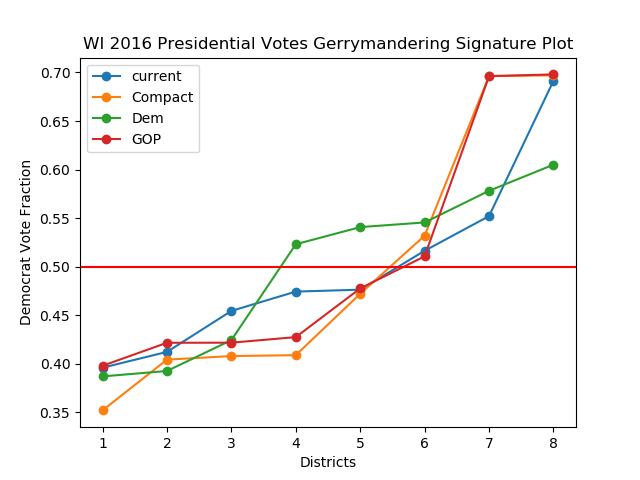 WI 2016 Presidential Votes Gerrymandering Signature Plot
current
Compact
Dem
GOP
0.70
0.65
0.60
0.55
0.50
0.45
0.40
0.35
Democrat Vote Fraction
1 2 3 4 5 6 7 8
Districts